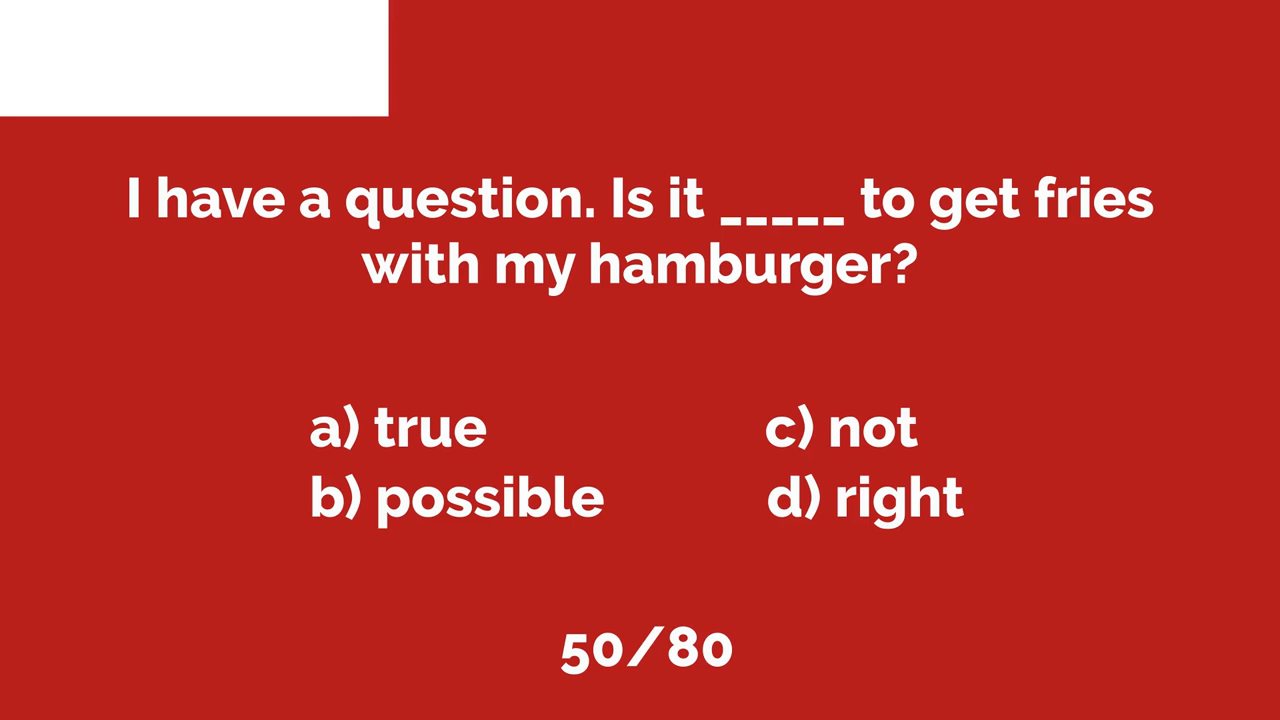 I have a question. Is it _____ to get fries
with my hamburger?
a) true
c) not
b) possible
d) right
50/80